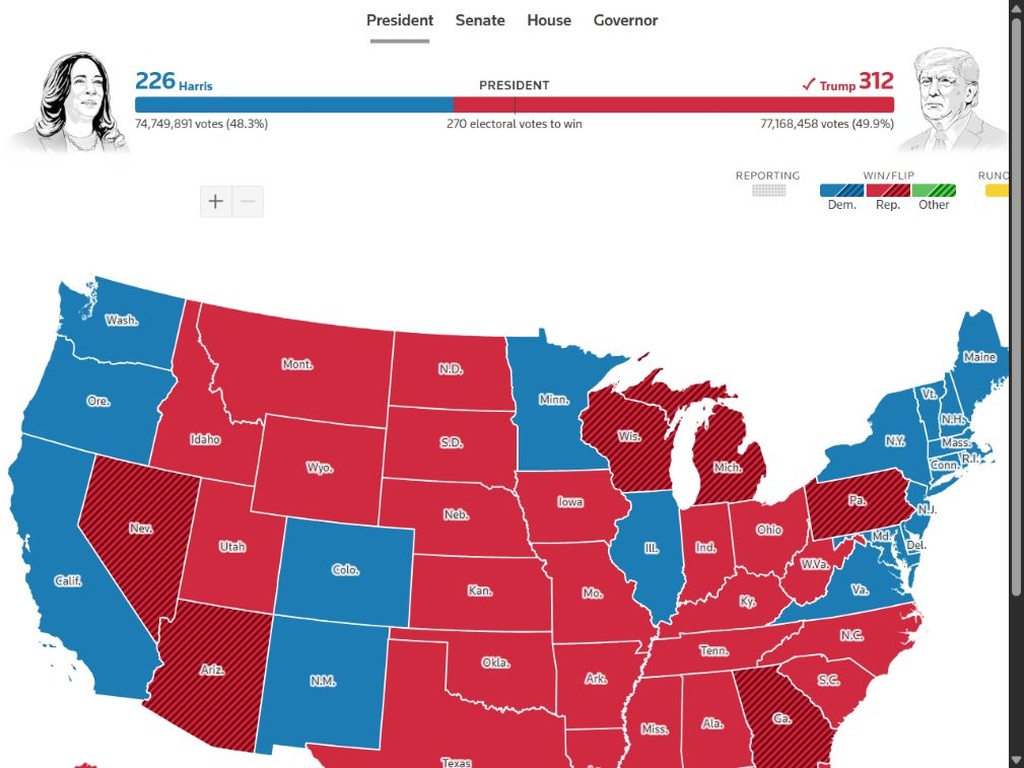 President Senate House Governor
226 Harris
PRESIDENT
✓ Trump 312
74,749,891 votes (48.3%)
270 electoral votes to win
77,168,458 votes (49.9%)
REPORTING
WIN/FLIP
RUNO
Dem.
Rep.
Other
+
−
Wash.
Mont.
N.D.
Maine
Ore.
Minn.
Vt.
N.H.
Idaho
S.D.
Wis.
N.Y.
Mass.
Wyo.
Mich.
Conn.
R.I.
Nev.
Neb.
Iowa
Pa.
N.J.
Utah
Ill.
Ind.
Ohio
Md.
Del.
Calif.
Colo.
Kan.
Mo.
W.Va.
Va.
Ky.
Ariz.
N.M.
Okla.
Tenn.
N.C.
Ark.
S.C.
Miss.
Ala.
Ga.
Texas